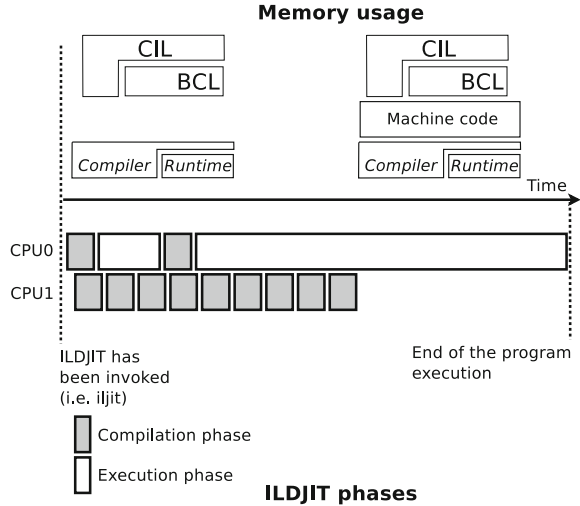 Memory usage
CIL
BCL
Compiler
Runtime
CIL
BCL
Machine code
Compiler
Runtime
Time
CPU0
CPU1
ILDJIT has
been invoked
(i.e. iljit)
End of the program
execution
Compilation phase
Execution phase
ILDJIT phases